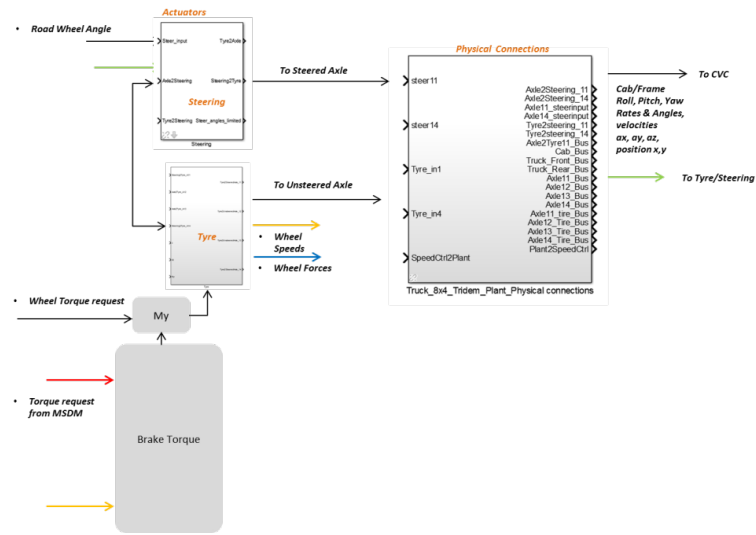 Actuators
• Road Wheel Angle
Steer_Input
Tyre2Axle
Axle2Steering
Steering2Tyre
Steering
Tyre2Steering
Steer_angles_limited
Steering
To Steered Axle
Physical Connections
steer11
steer14
Tyre_in1
Tyre_in4
SpeedCtrl2Plant
Axle2Steering_11
Axle2Steering_14
Axle11_steerinput
Axle14_steerinput
Tyre2steering_11
Tyre2steering_14
Axle2Tyre11_Bus
Cab_Bus
Truck_Front_Bus
Truck_Rear_Bus
Axle11_Bus
Axle12_Bus
Axle13_Bus
Axle14_Bus
Axle11_tire_Bus
Axle12_Tire_Bus
Axle13_Tire_Bus
Axle14_Tire_Bus
Plant2SpeedCtrl
Truck_8x4_Tridem_Plant_Physical connections
To CVC
Cab/Frame
Roll, Pitch, Yaw
Rates & Angles,
velocities
ax, ay, az,
position x,y
To Tyre/Steering
To Unsteered Axle
Tyre
• Wheel
Speeds
• Wheel Forces
• Wheel Torque request
My
• Torque request
from MSDM
Brake Torque